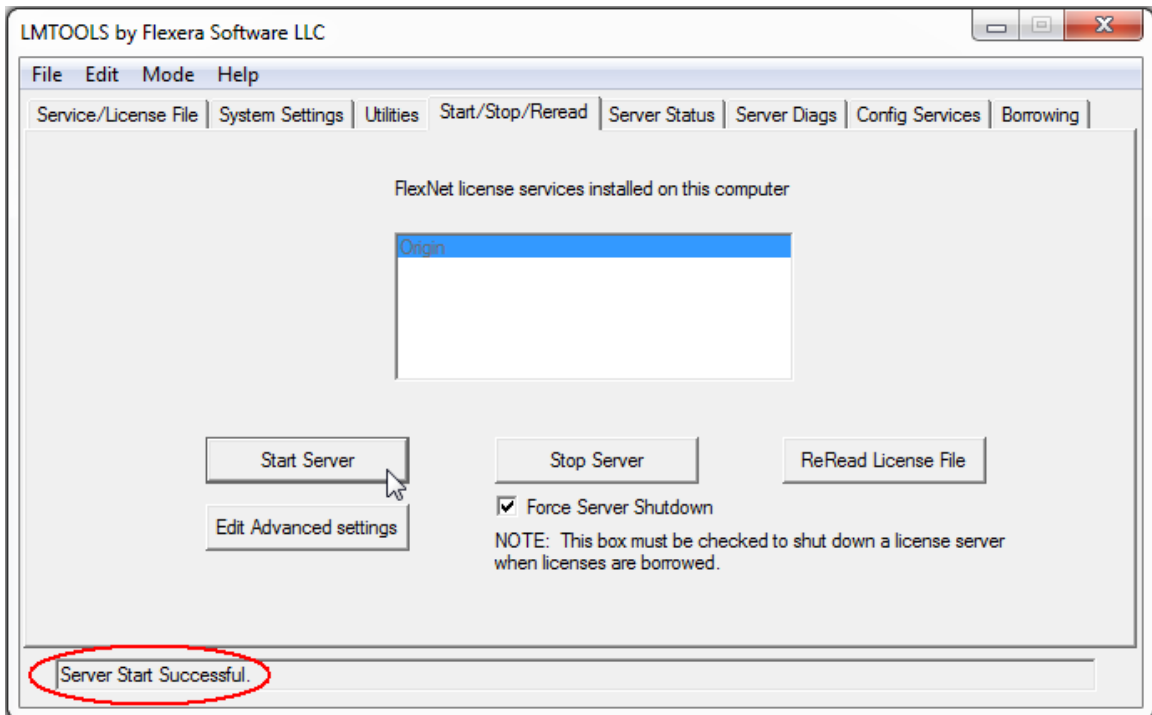 LMTOOLS by Flexera Software LLC
File Edit Mode Help
Service/License File System Settings Utilities Start/Stop/Reread Server Status Server Diags Config Services Borrowing
FlexNet license services installed on this computer
Origin
Start Server Stop Server ReRead License File
Edit Advanced settings Force Server Shutdown
NOTE: This box must be checked to shut down a license server
when licenses are borrowed.
Server Start Successful.